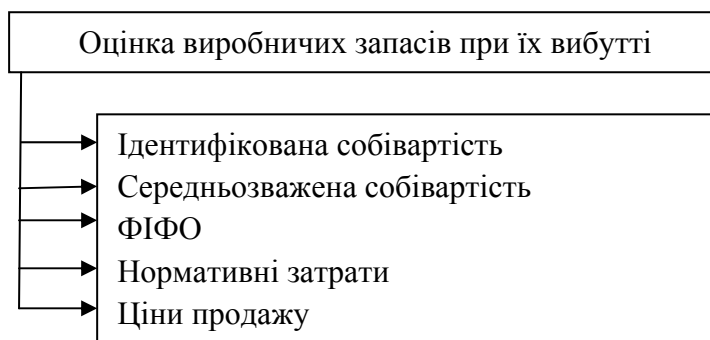 Оцінка виробничих запасів при їх вибутті
Ідентифікована собівартість
Середньозважена собівартість
ФІФО
Нормативні затрати
Ціни продажу